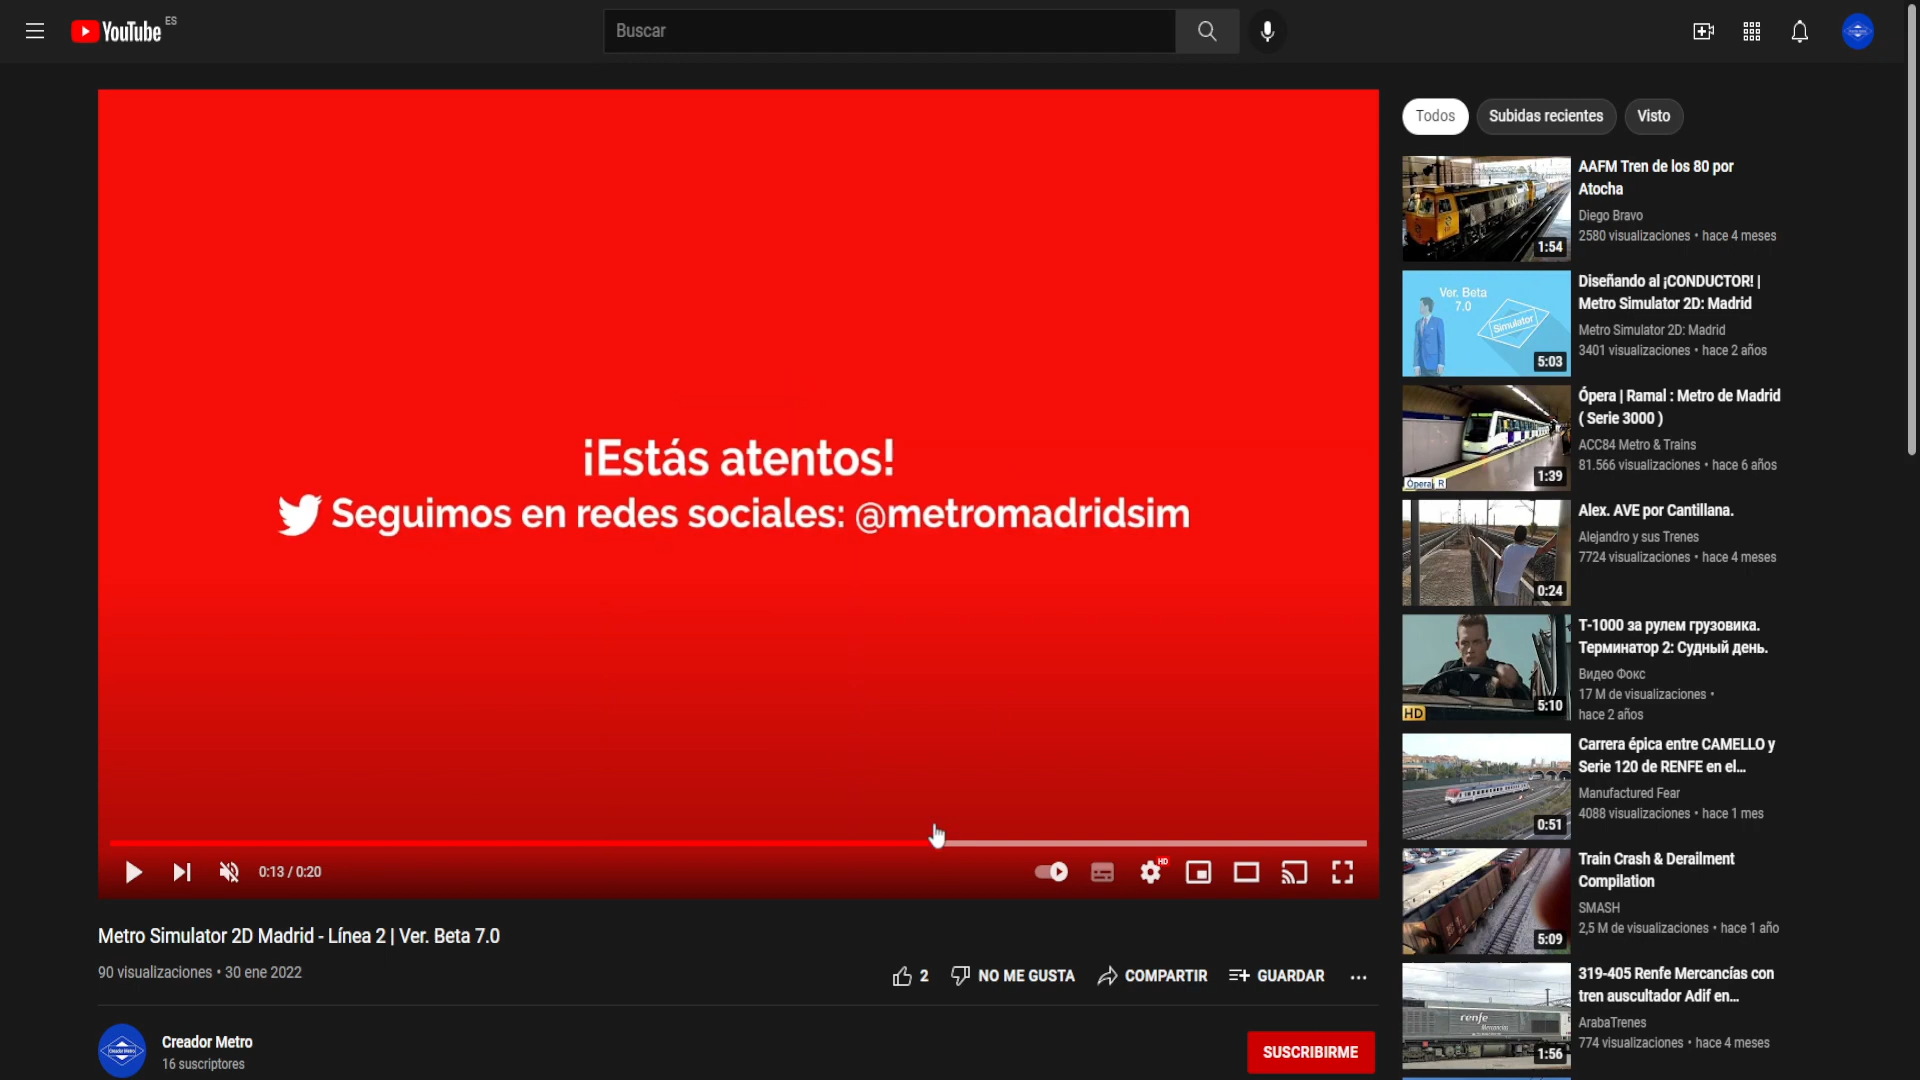 YouTube ES
Buscar
¡Estás atentos!
Seguimos en redes sociales: @metromadridsim
0:13 / 0:20
HD
Metro Simulator 2D Madrid - Línea 2 | Ver. Beta 7.0
90 visualizaciones • 30 ene 2022
2
NO ME GUSTA
COMPARTIR
GUARDAR
Creador Metro
16 suscriptores
SUSCRIBIRME
Todos
Subidas recientes
Visto
1:54
AAFM Tren de los 80 por
Atocha
Diego Bravo
2580 visualizaciones • hace 4 meses
Ver. Beta
7.0
Simulator
5:03
Diseñando al ¡CONDUCTOR! |
Metro Simulator 2D: Madrid
Metro Simulator 2D: Madrid
3401 visualizaciones • hace 2 años
Ópera R
1:39
Ópera | Ramal : Metro de Madrid
( Serie 3000 )
ACC84 Metro & Trains
81.566 visualizaciones • hace 6 años
0:24
Alex. AVE por Cantillana.
Alejandro y sus Trenes
7724 visualizaciones • hace 4 meses
HD
5:10
Т-1000 за рулем грузовика.
Терминатор 2: Судный день.
Видео Фокс
17 M de visualizaciones •
hace 2 años
0:51
Carrera épica entre CAMELLO y
Serie 120 de RENFE en el...
Manufactured Fear
4088 visualizaciones • hace 1 mes
5:09
Train Crash & Derailment
Compilation
SMASH
2,5 M de visualizaciones • hace 1 año
renfe
Mercancías
1:56
319-405 Renfe Mercancías con
tren auscultador Adif en...
ArabaTrenes
774 visualizaciones • hace 4 meses